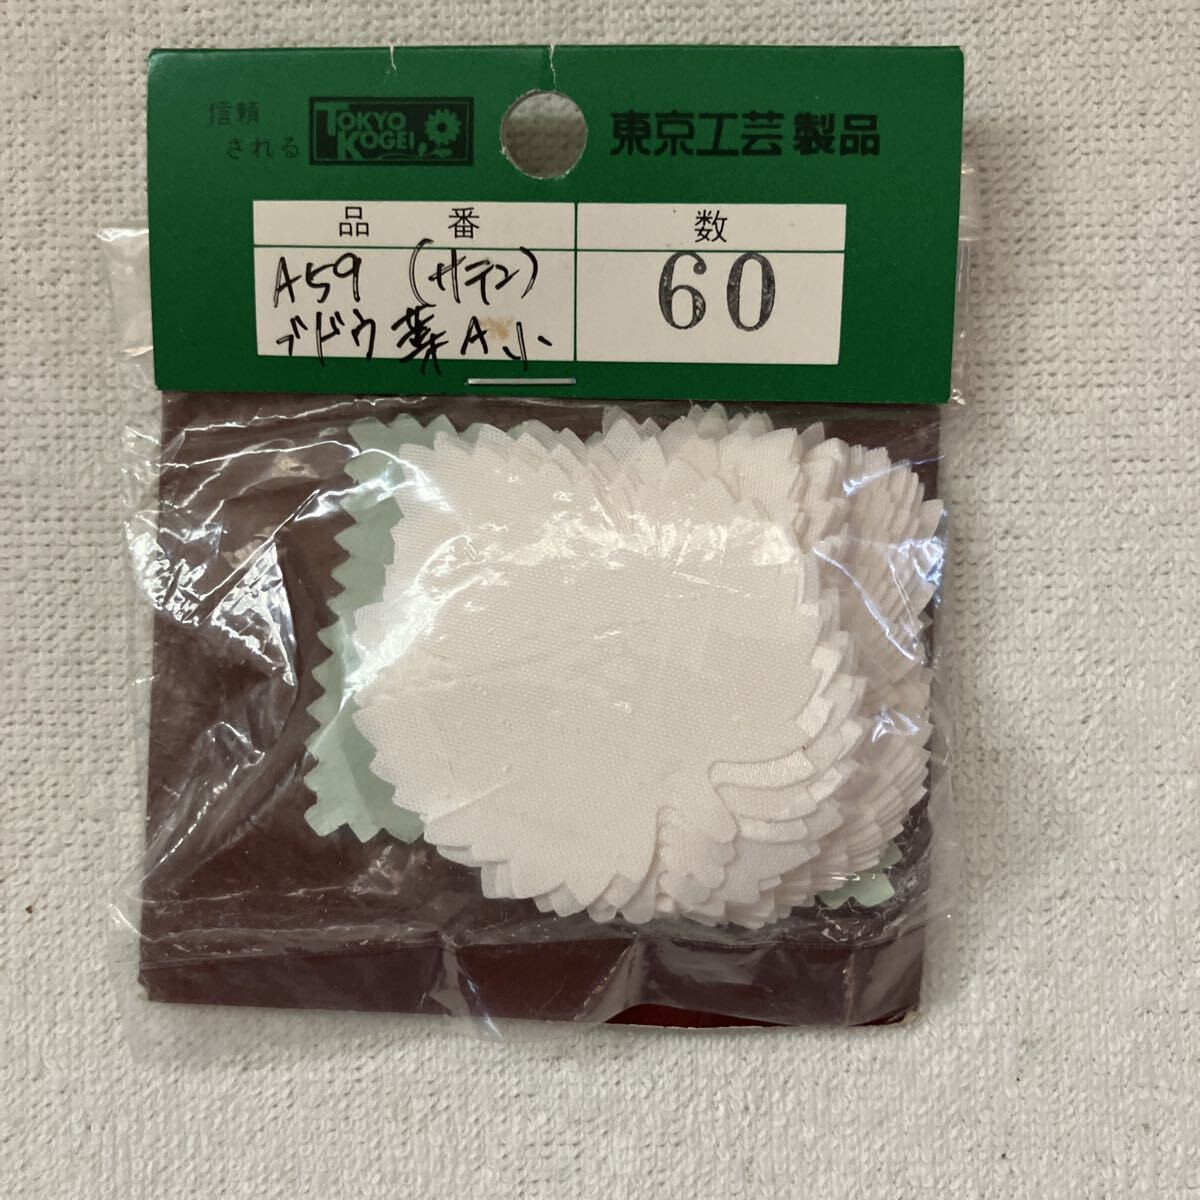 信頼
される
TOKYO
KOGEI
東京工芸製品
品番
数
A59 (サテン)
ブドウ葉A小
60